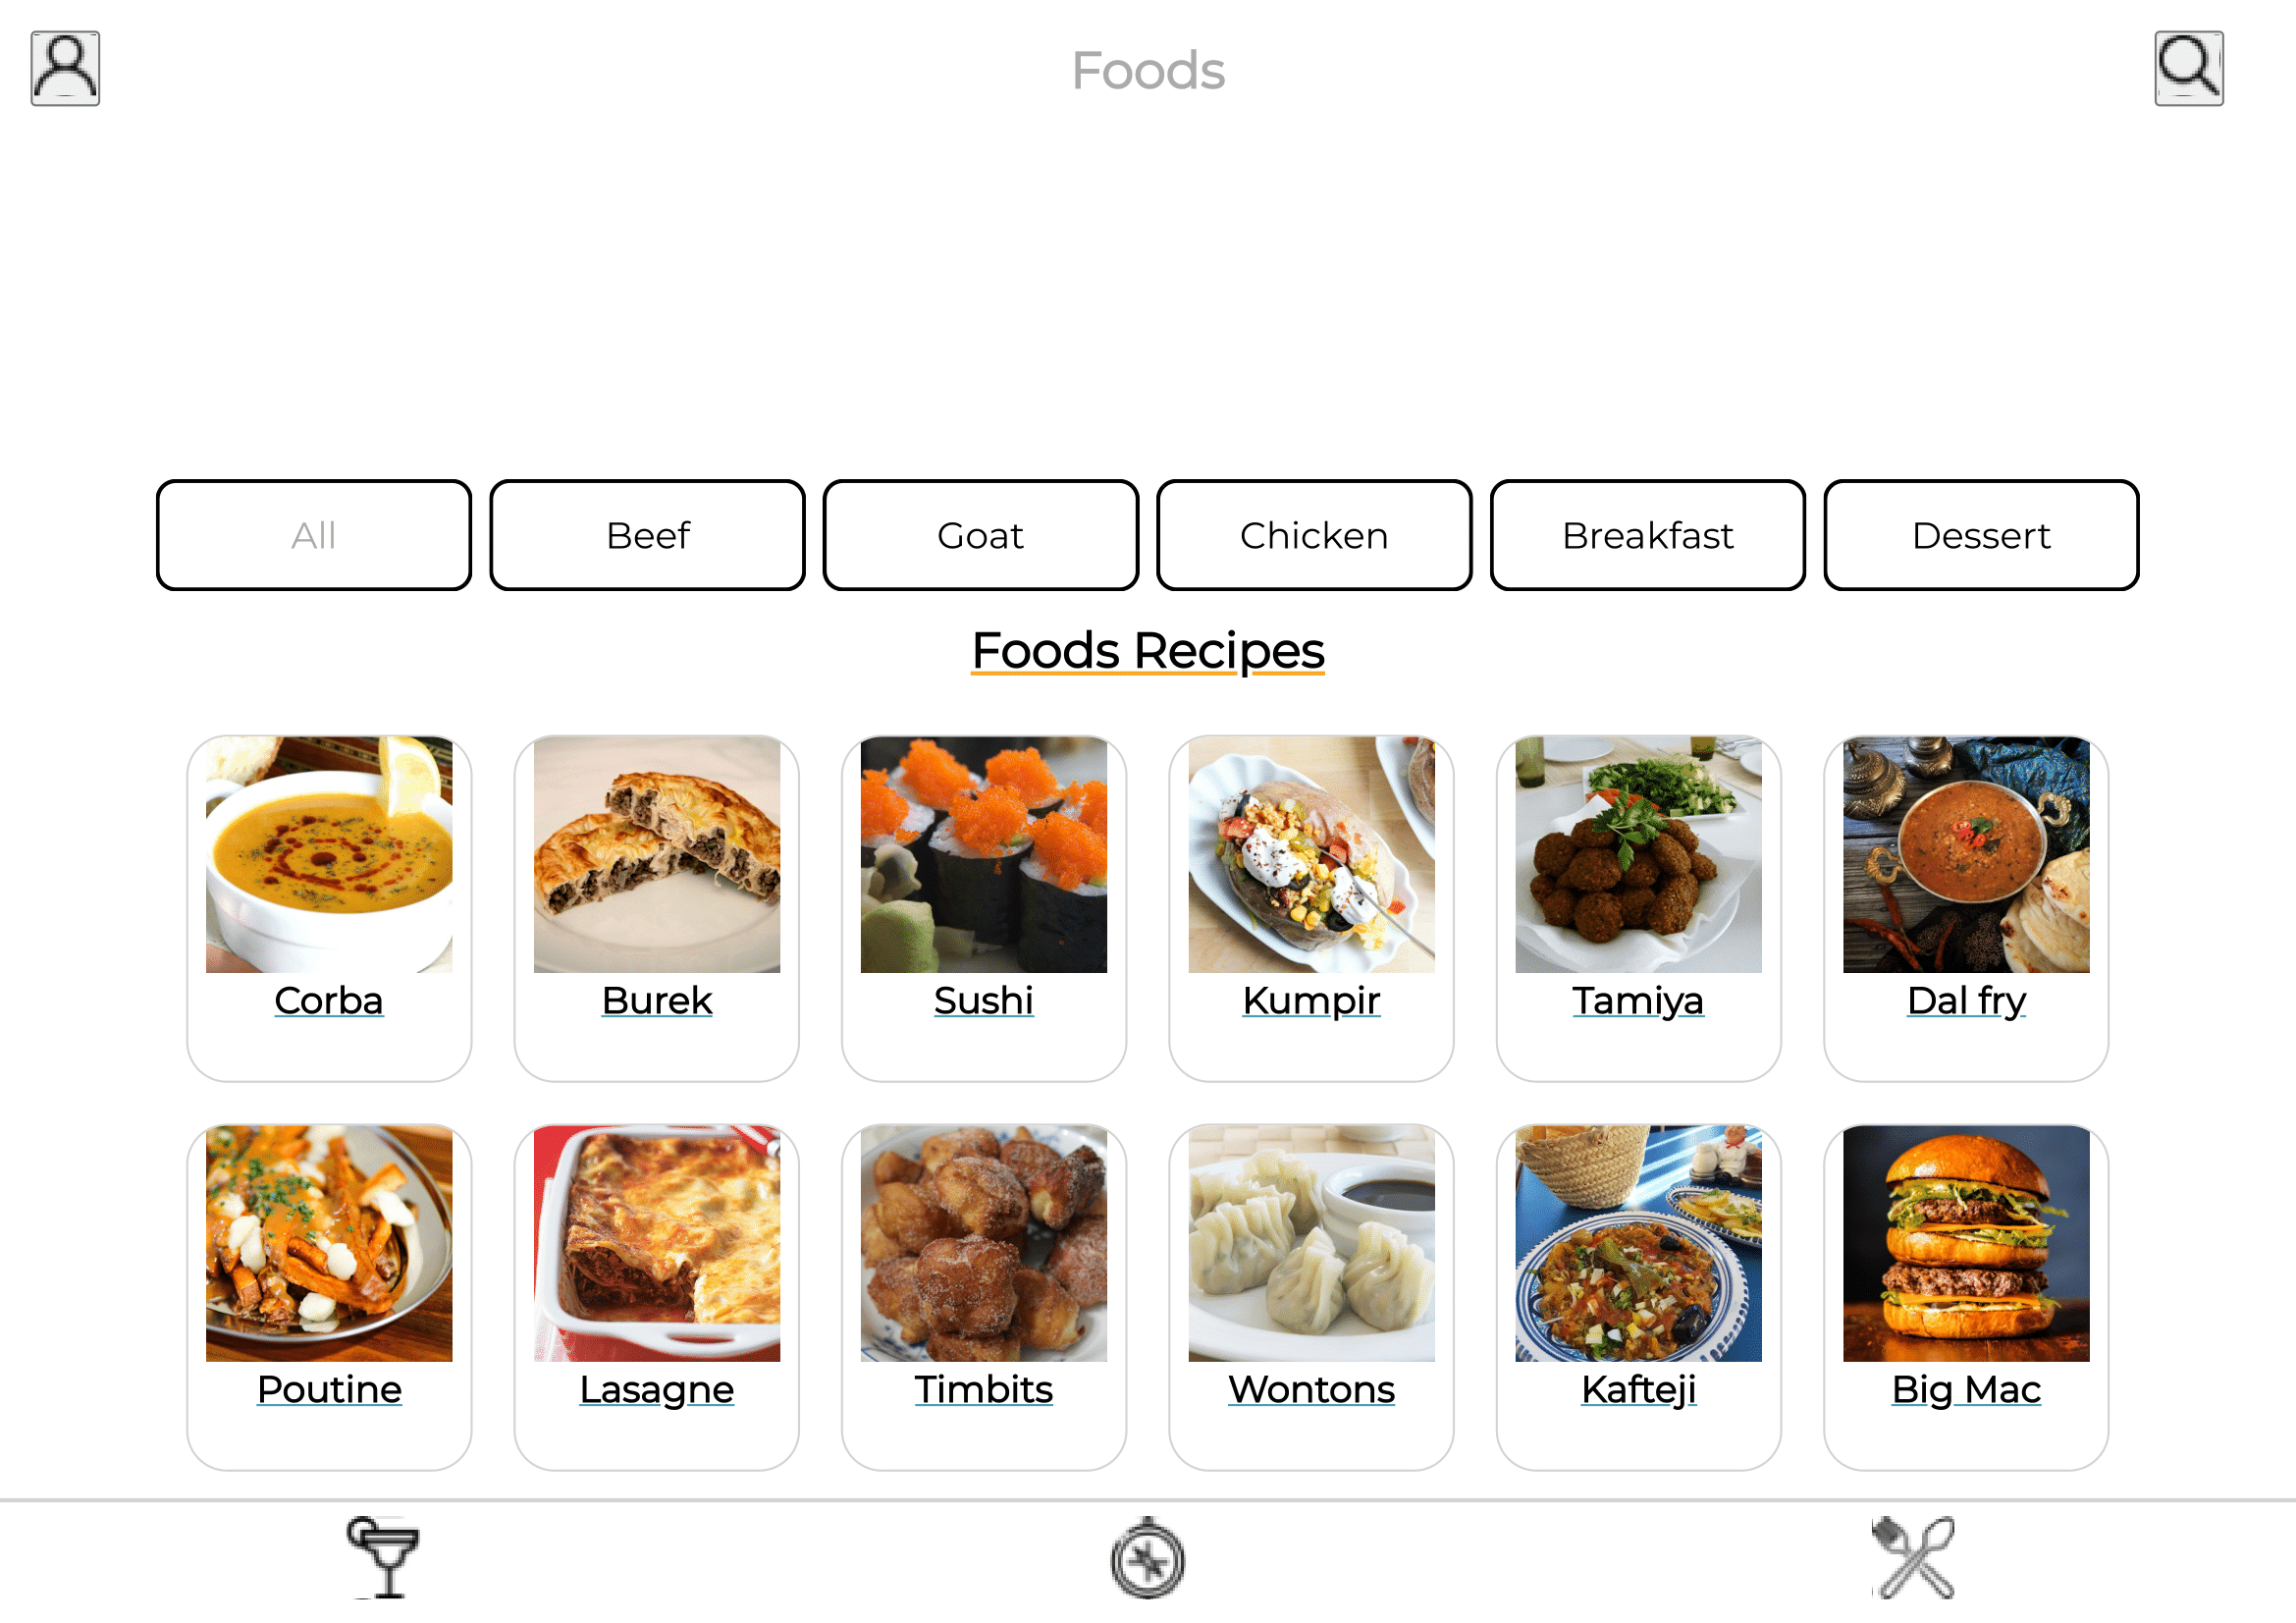 Foods
All
Beef
Goat
Chicken
Breakfast
Dessert
Foods Recipes
Corba
Burek
Sushi
Kumpir
Tamiya
Dal fry
Poutine
Lasagne
Timbits
Wontons
Kafteji
Big Mac